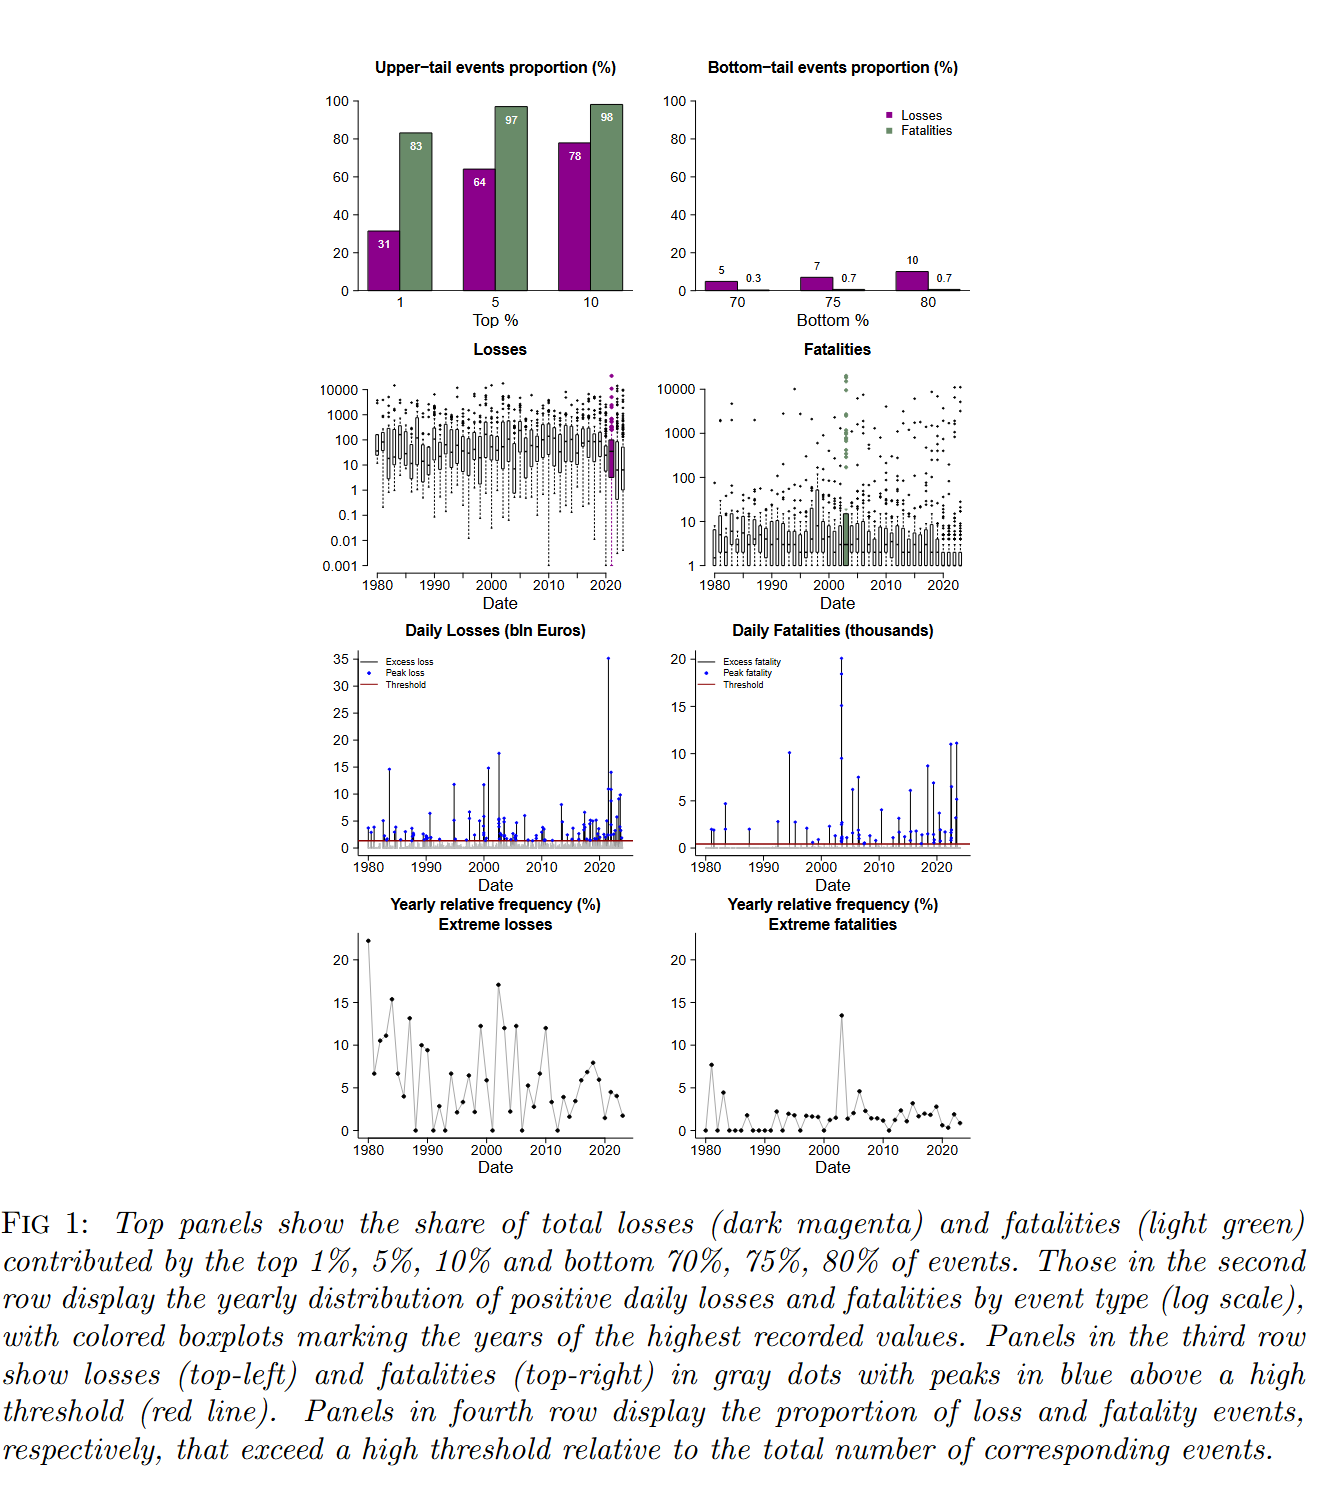 Upper−tail events proportion (%)
Bottom−tail events proportion (%)
100
80
60
40
20
0
31
83
64
97
78
98
1
5
10
Top %
100
80
60
40
20
0
Losses
Fatalities
5
0.3
7
0.7
10
0.7
70
75
80
Bottom %
Losses
10000
1000
100
10
1
0.1
0.01
0.001
1980
1990
2000
2010
2020
Date
Fatalities
10000
1000
100
10
1
1980
1990
2000
2010
2020
Date
Daily Losses (bln Euros)
35
30
25
20
15
10
5
0
Excess loss
Peak loss
Threshold
1980
1990
2000
2010
2020
Date
Daily Fatalities (thousands)
20
15
10
5
0
Excess fatality
Peak fatality
Threshold
1980
1990
2000
2010
2020
Date
Yearly relative frequency (%)
Extreme losses
20
15
10
5
0
1980
1990
2000
2010
2020
Date
Yearly relative frequency (%)
Extreme fatalities
20
15
10
5
0
1980
1990
2000
2010
2020
Date
FIG 1: Top panels show the share of total losses (dark magenta) and fatalities (light green)
contributed by the top 1%, 5%, 10% and bottom 70%, 75%, 80% of events. Those in the second
row display the yearly distribution of positive daily losses and fatalities by event type (log scale),
with colored boxplots marking the years of the highest recorded values. Panels in the third row
show losses (top-left) and fatalities (top-right) in gray dots with peaks in blue above a high
threshold (red line). Panels in fourth row display the proportion of loss and fatality events,
respectively, that exceed a high threshold relative to the total number of corresponding events.